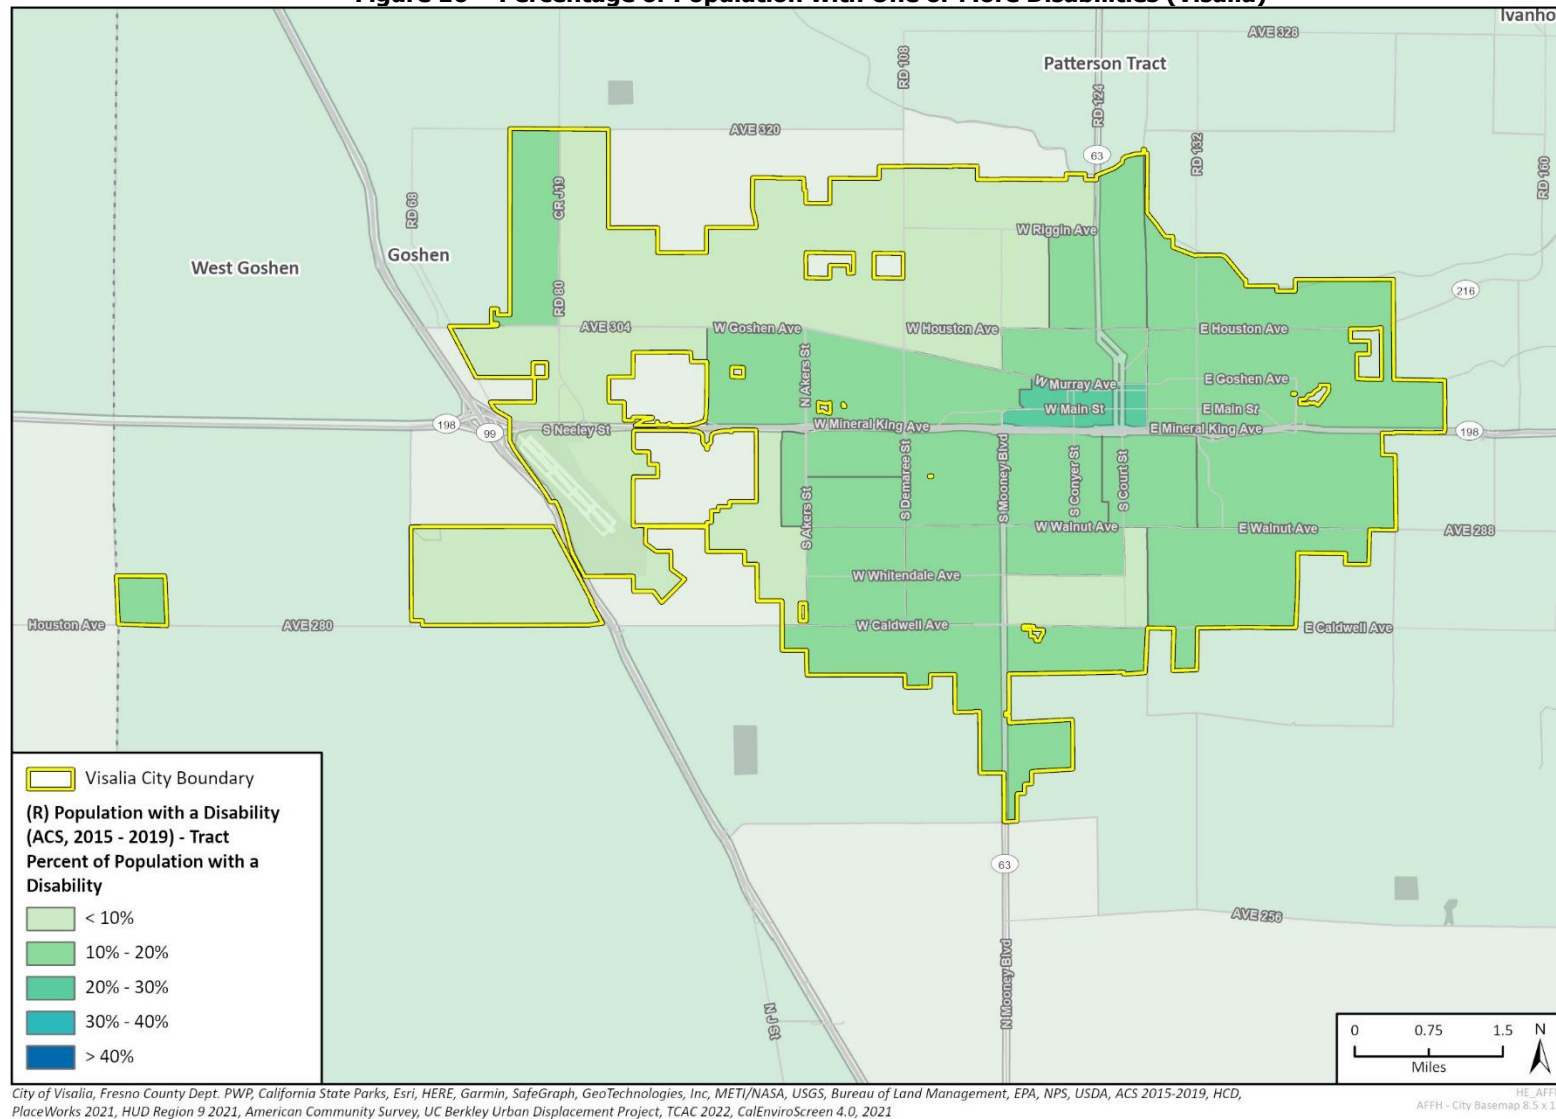 Figure 20 – Percentage of Population with One or More Disabilities (Visalia)
Ivanho
AVE 328
Patterson Tract
RD 108
RD 124
63
RD 132
RD 160
AVE 320
CR J19
RD 68
W Riggin Ave
Goshen
West Goshen
216
RD 80
AVE 304
W Goshen Ave
W Houston Ave
E Houston Ave
N Akers St
W Murray Ave
E Goshen Ave
W Main St
E Main St
198
99
S Neeley St
W Mineral King Ave
E Mineral King Ave
198
S Akers St
S Demaree St
S Mooney Blvd
S Conyer St
S Court St
W Walnut Ave
E Walnut Ave
AVE 288
W Whitendale Ave
Houston Ave
AVE 280
W Caldwell Ave
E Caldwell Ave
63
AVE 256
N Mooney Blvd
N J St
Visalia City Boundary
(R) Population with a Disability
(ACS, 2015 - 2019) - Tract
Percent of Population with a
Disability
< 10%
10% - 20%
20% - 30%
30% - 40%
> 40%
0 0.75 1.5 N
Miles
City of Visalia, Fresno County Dept. PWP, California State Parks, Esri, HERE, Garmin, SafeGraph, GeoTechnologies, Inc, METI/NASA, USGS, Bureau of Land Management, EPA, NPS, USDA, ACS 2015-2019, HCD,
PlaceWorks 2021, HUD Region 9 2021, American Community Survey, UC Berkley Urban Displacement Project, TCAC 2022, CalEnviroScreen 4.0, 2021
HE_AFF
AFFH - City Basemap 8.5 x 1